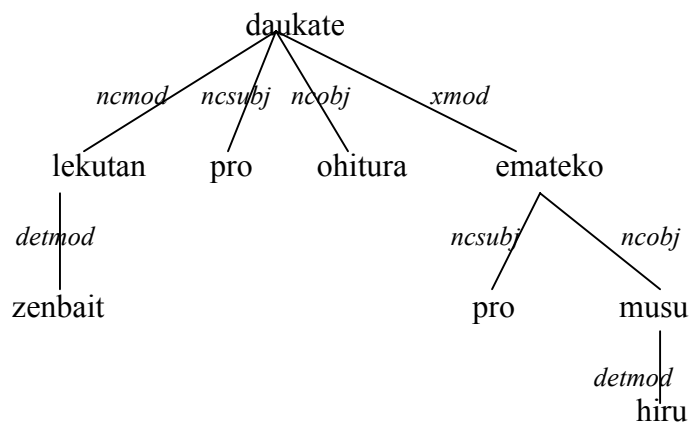 daukate
ncmod ncsubj ncobj xmod
lekutan pro ohitura emateko
detmod ncsubj ncobj
zenbait pro musu
detmod
hiru